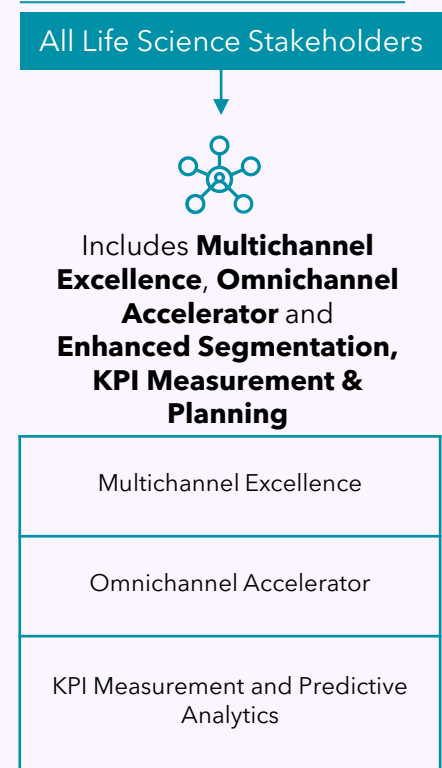 All Life Science Stakeholders
Includes Multichannel
Excellence, Omnichannel
Accelerator and
Enhanced Segmentation,
KPI Measurement &
Planning
Multichannel Excellence
Omnichannel Accelerator
KPI Measurement and Predictive
Analytics